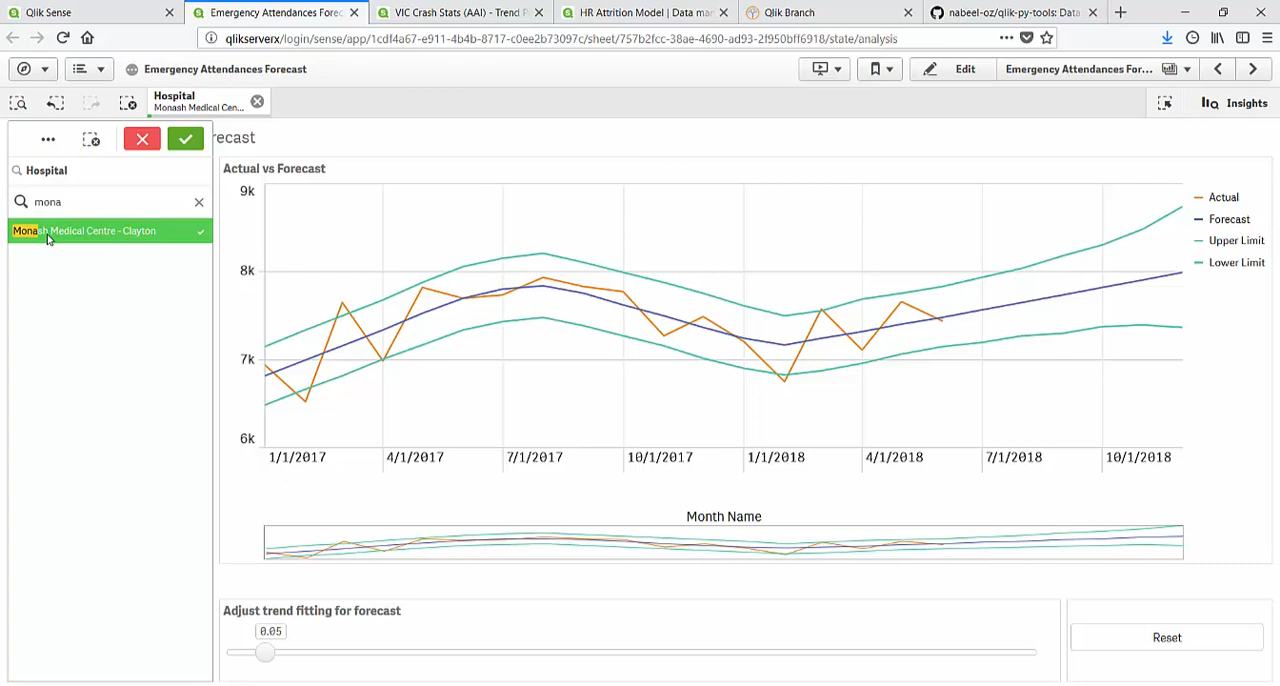 Qlik Sense
Emergency Attendances Forec
VIC Crash Stats (AAI) - Trend P
HR Attrition Model | Data mar
Qlik Branch
nabeel-oz/qlik-py-tools: Data
qlikserverx/login/sense/app/1cdf4a67-e911-4b4b-8717-c0ee2b73097c/sheet/757b2fcc-38ae-4690-ad93-2f950bff6918/state/analysis
Emergency Attendances Forecast
Edit
Emergency Attendances For...
Hospital
Monash Medical Cen...
Insights
recast
Hospital
mona
Monash Medical Centre - Clayton
Actual vs Forecast
9k
8k
7k
6k
Actual
Forecast
Upper Limit
Lower Limit
1/1/2017 4/1/2017 7/1/2017 10/1/2017 1/1/2018 4/1/2018 7/1/2018 10/1/2018
Month Name
Adjust trend fitting for forecast
0.05
Reset